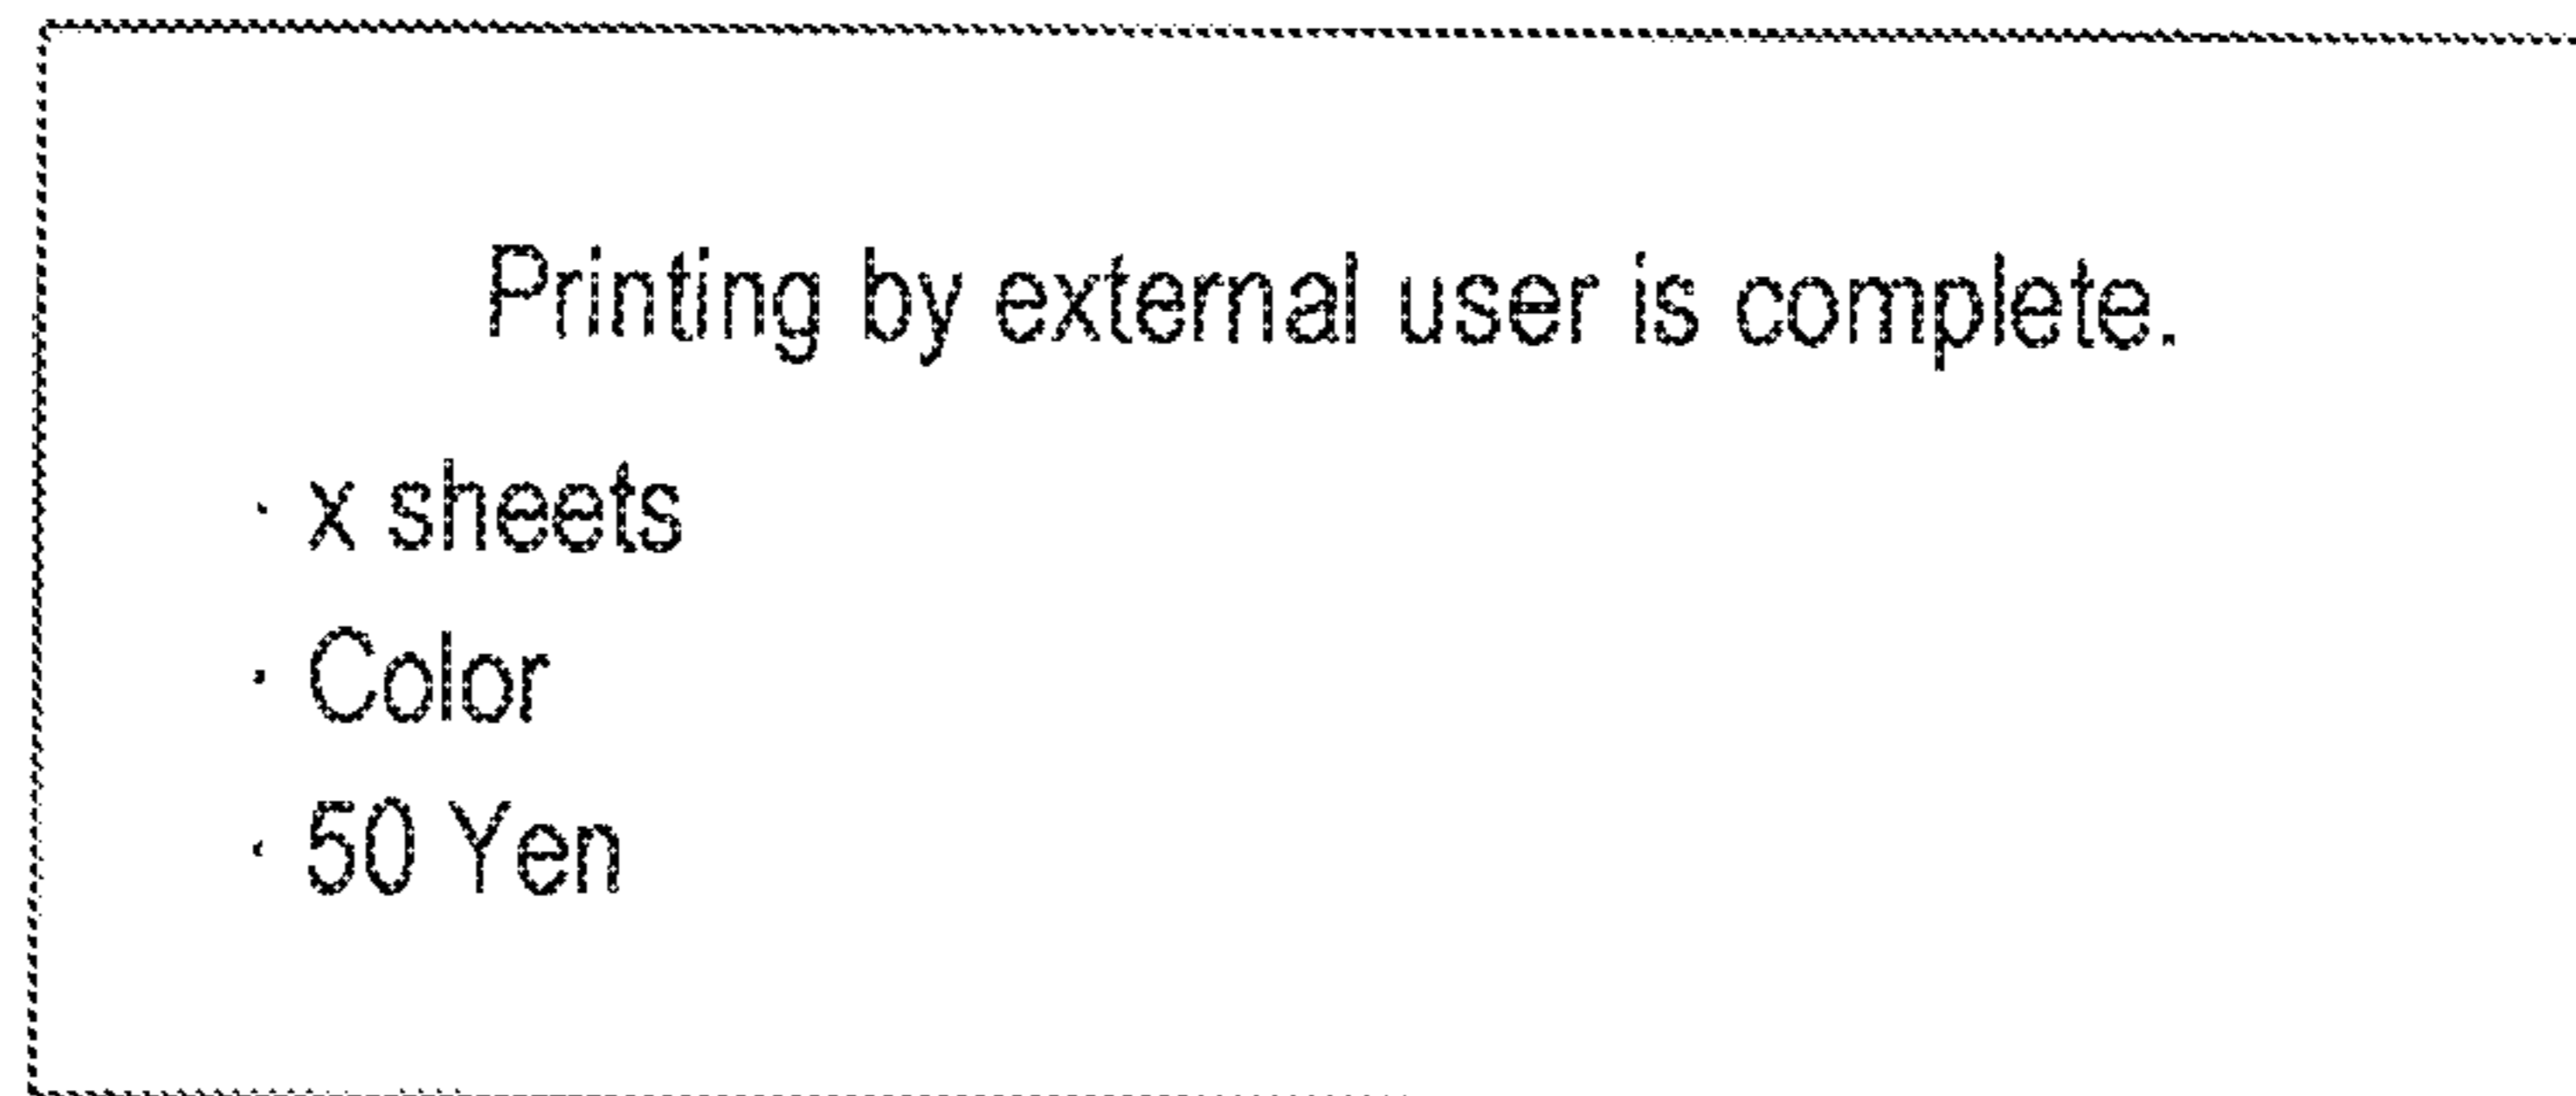 Printing by external user is complete.
· x sheets
· Color
· 50 Yen